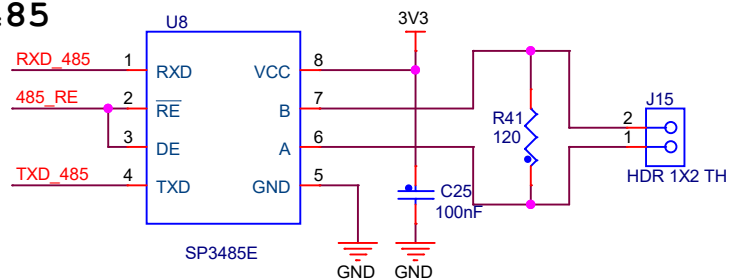 85
U8
3V3
RXD_485 1 RXD VCC 8
485_RE 2 RE B 7
3 DE A 6
TXD_485 4 TXD GND 5
SP3485E
C25
100nF
GND GND
R41
120
J15
2
1
HDR 1X2 TH